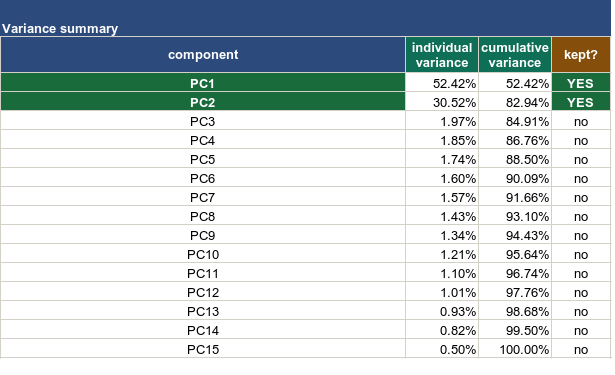 Variance summary
component individual variance cumulative variance kept?
PC1 52.42% 52.42% YES
PC2 30.52% 82.94% YES
PC3 1.97% 84.91% no
PC4 1.85% 86.76% no
PC5 1.74% 88.50% no
PC6 1.60% 90.09% no
PC7 1.57% 91.66% no
PC8 1.43% 93.10% no
PC9 1.34% 94.43% no
PC10 1.21% 95.64% no
PC11 1.10% 96.74% no
PC12 1.01% 97.76% no
PC13 0.93% 98.68% no
PC14 0.82% 99.50% no
PC15 0.50% 100.00% no